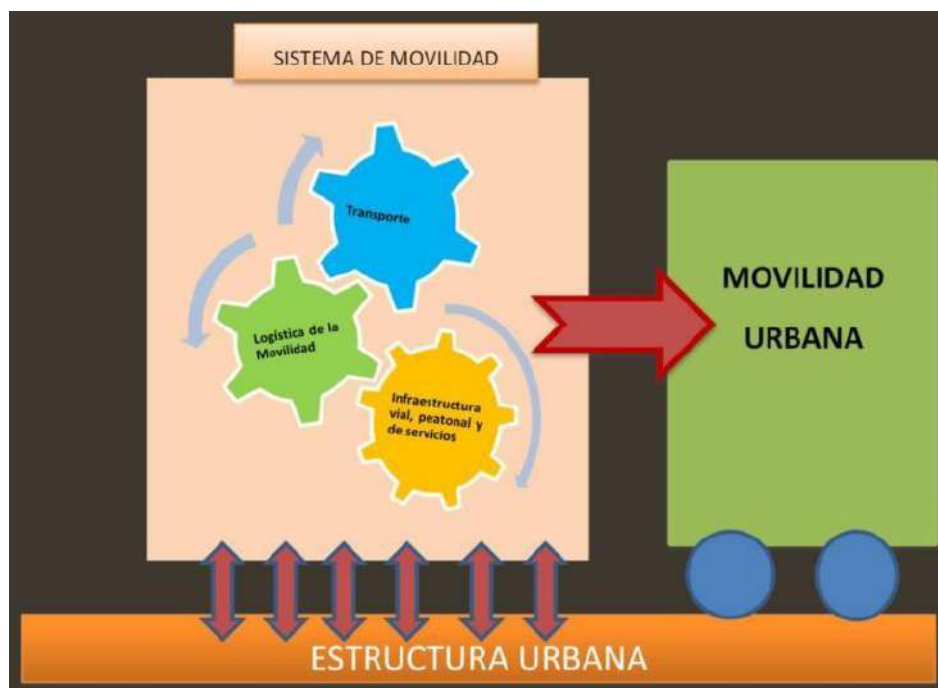 SISTEMA DE MOVILIDAD
Transporte
Logística de la
Movilidad
Infraestructura
vial, peatonal y
de servicios
MOVILIDAD
URBANA
ESTRUCTURA URBANA